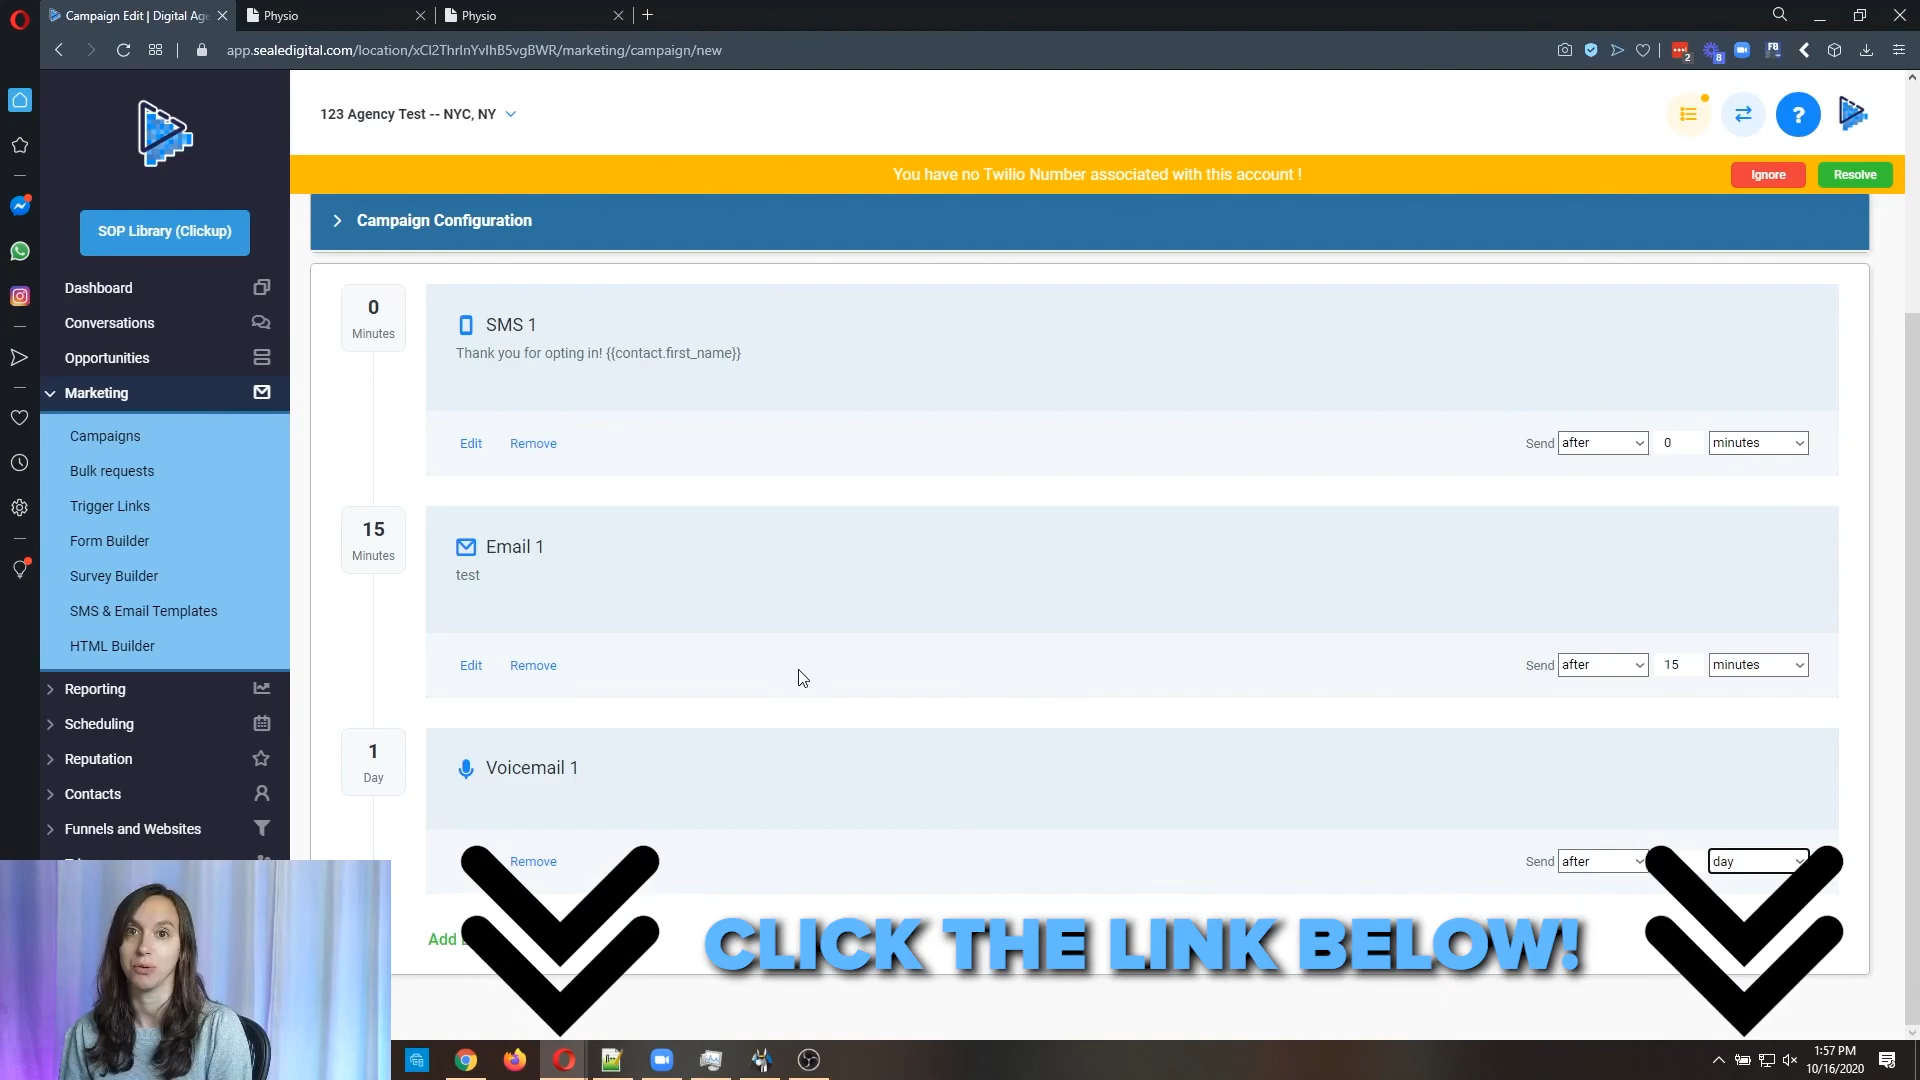 Campaign Edit | Digital Age
Physio
Physio
app.sealedigital.com/location/xCl2ThrInYvIhB5vgBWR/marketing/campaign/new
2
8
FB
123 Agency Test -- NYC, NY
?
You have no Twilio Number associated with this account !
Ignore
Resolve
SOP Library (Clickup)
Dashboard
Conversations
Opportunities
Marketing
Campaigns
Bulk requests
Trigger Links
Form Builder
Survey Builder
SMS & Email Templates
HTML Builder
Reporting
Scheduling
Reputation
Contacts
Funnels and Websites
Campaign Configuration
0
Minutes
SMS 1
Thank you for opting in! {{contact.first_name}}
Edit Remove
Send after 0 minutes
15
Minutes
Email 1
test
Edit Remove
Send after 15 minutes
1
Day
Voicemail 1
Remove
Send after day
Add
CLICK THE LINK BELOW!
1:57 PM
10/16/2020